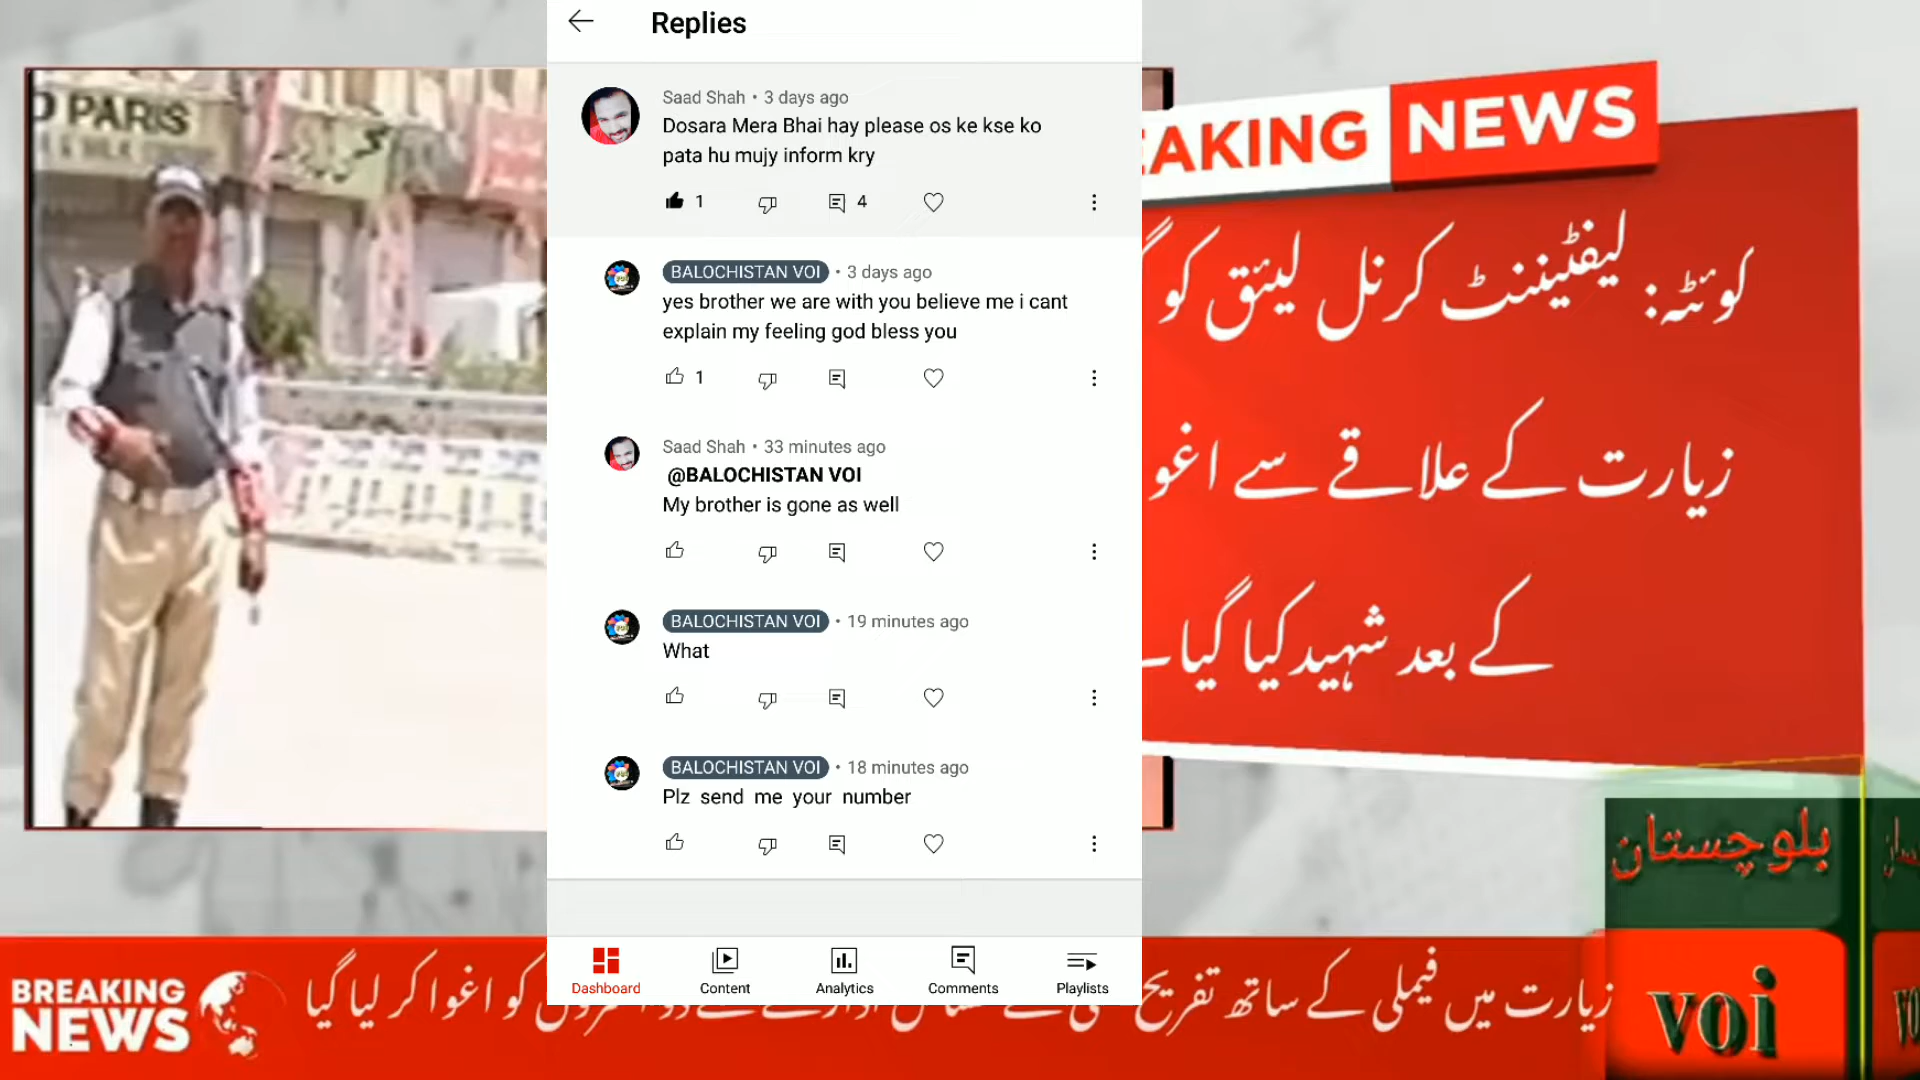 D PARIS
Replies
Saad Shah • 3 days ago
Dosara Mera Bhai hay please os ke kse ko
pata hu mujy inform kry
1
4
BALOCHISTAN VOI • 3 days ago
yes brother we are with you believe me i cant
explain my feeling god bless you
1
Saad Shah • 33 minutes ago
@BALOCHISTAN VOI
My brother is gone as well
BALOCHISTAN VOI • 19 minutes ago
What
BALOCHISTAN VOI • 18 minutes ago
Plz send me your number
Dashboard
Content
Analytics
Comments
Playlists
AKING NEWS
کوئٹہ: لیفٹیننٹ کرنل لیئق کو
زیارت کے علاقے سے اغو
کے بعد شہید کیا گیا۔
بلوچستان
voi
BREAKING
NEWS
زیارت میں فیملی کے ساتھ تفریح کو اغوا کر لیا گیا